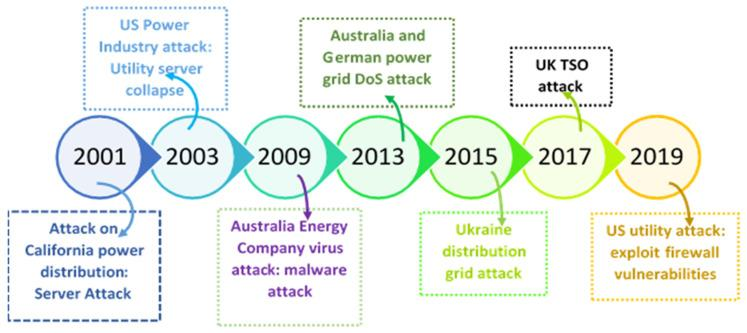 US Power
Industry attack:
Utility server
collapse
Australia and
German power
grid DoS attack
UK TSO
attack
2001
2003
2009
2013
2015
2017
2019
Attack on
California power
distribution:
Server Attack
Australia Energy
Company virus
attack: malware
attack
Ukraine
distribution
grid attack
US utility attack:
exploit firewall
vulnerabilities